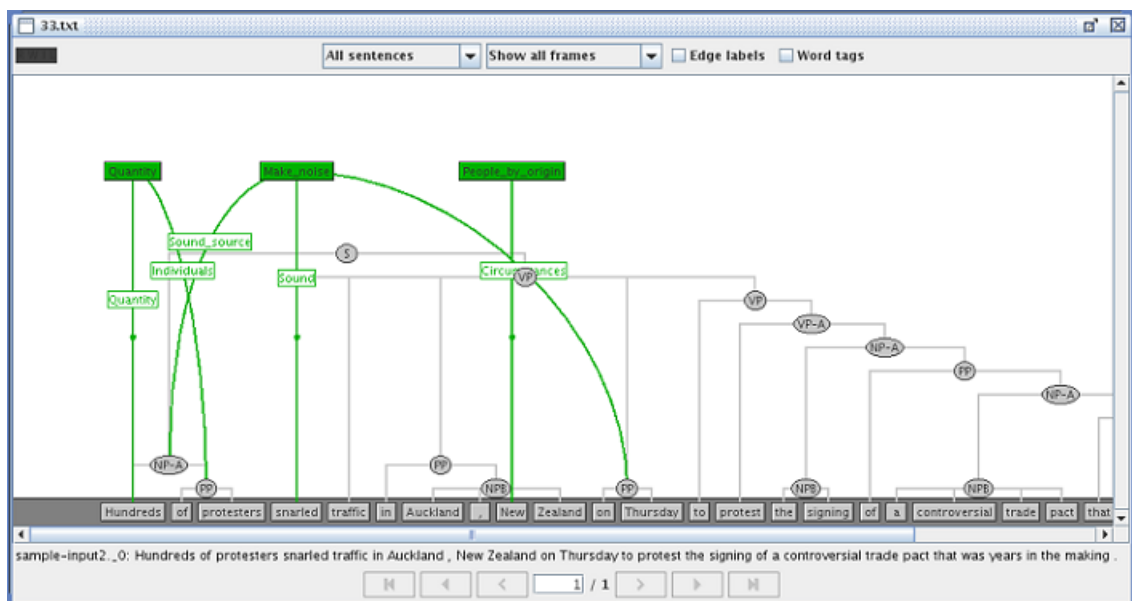 33.txt
All sentences Show all frames Edge labels Word tags
Quantity Make_noise People_by_origin
Sound_source
S
Individuals Sound VP
Quantity VP
VP-A
NP-A
PP
NP-A
NP-A PP
PP NPB PP NPB NPB
Hundreds of protesters snarled traffic in Auckland , New Zealand on Thursday to protest the signing of a controversial trade pact that
sample-input2._0: Hundreds of protesters snarled traffic in Auckland , New Zealand on Thursday to protest the signing of a controversial trade pact that was years in the making .
1 / 1